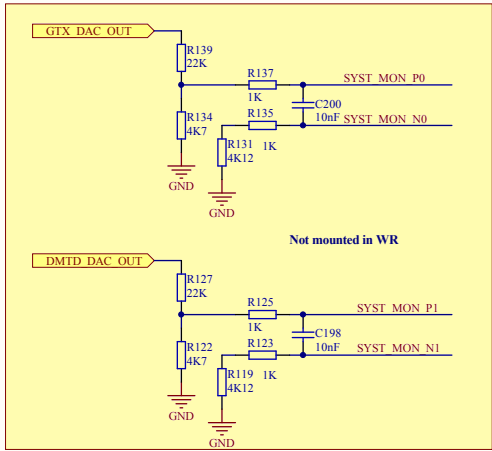 GTX_DAC_OUT
R139
22K
R137
SYST_MON_P0
1K
C200
10nF
R134
4K7
R135
SYST_MON_N0
1K
R131
4K12
GND
GND
Not mounted in WR
DMTD_DAC_OUT
R127
22K
R125
SYST_MON_P1
1K
C198
10nF
R122
4K7
R123
SYST_MON_N1
1K
R119
4K12
GND
GND